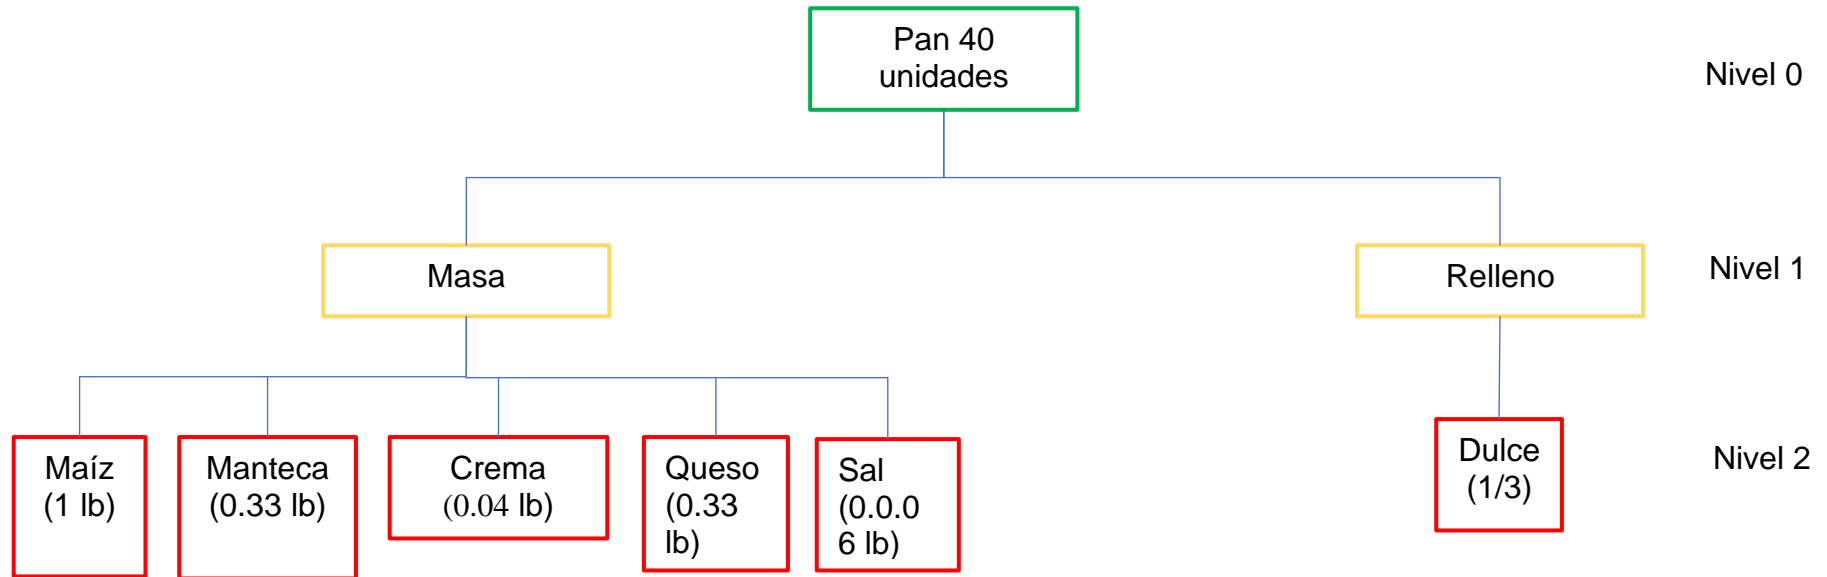 Pan 40
unidades
Nivel 0
Masa
Relleno
Nivel 1
Maíz
(1 lb)
Manteca
(0.33 lb)
Crema
(0.04 lb)
Queso
(0.33
lb)
Sal
(0.0.0
6 lb)
Dulce
(1/3)
Nivel 2